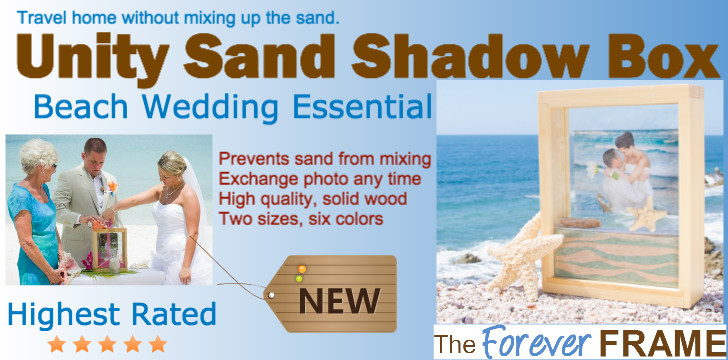 Travel home without mixing up the sand.
Unity Sand Shadow Box
Beach Wedding Essential
Prevents sand from mixing
Exchange photo any time
High quality, solid wood
Two sizes, six colors
NEW
Highest Rated
The Forever FRAME